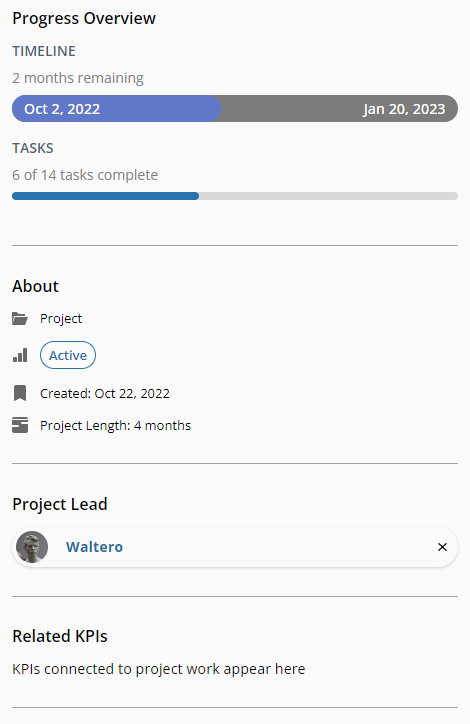 Progress Overview
TIMELINE
2 months remaining
Oct 2, 2022 Jan 20, 2023
TASKS
6 of 14 tasks complete
About
Project
Active
Created: Oct 22, 2022
Project Length: 4 months
Project Lead
Waltero
Related KPIs
KPIs connected to project work appear here